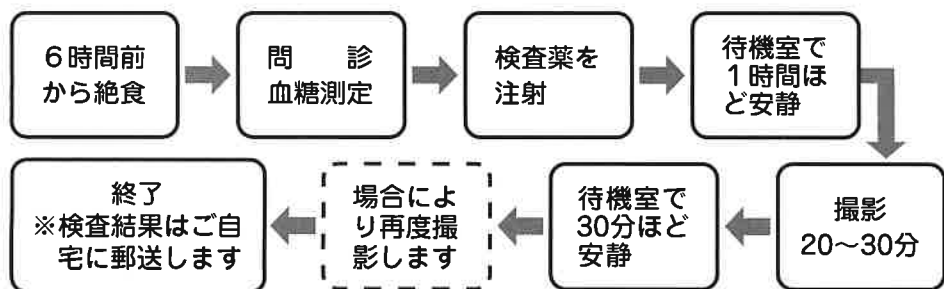 ６時間前
から絶食
問　　診
血糖測定
検査薬を
注射
待機室で
１時間ほ
ど安静
撮影
20～30分
待機室で
30分ほど
安静
場合によ
り再度撮
影します
終了
※検査結果はご自
宅に郵送します